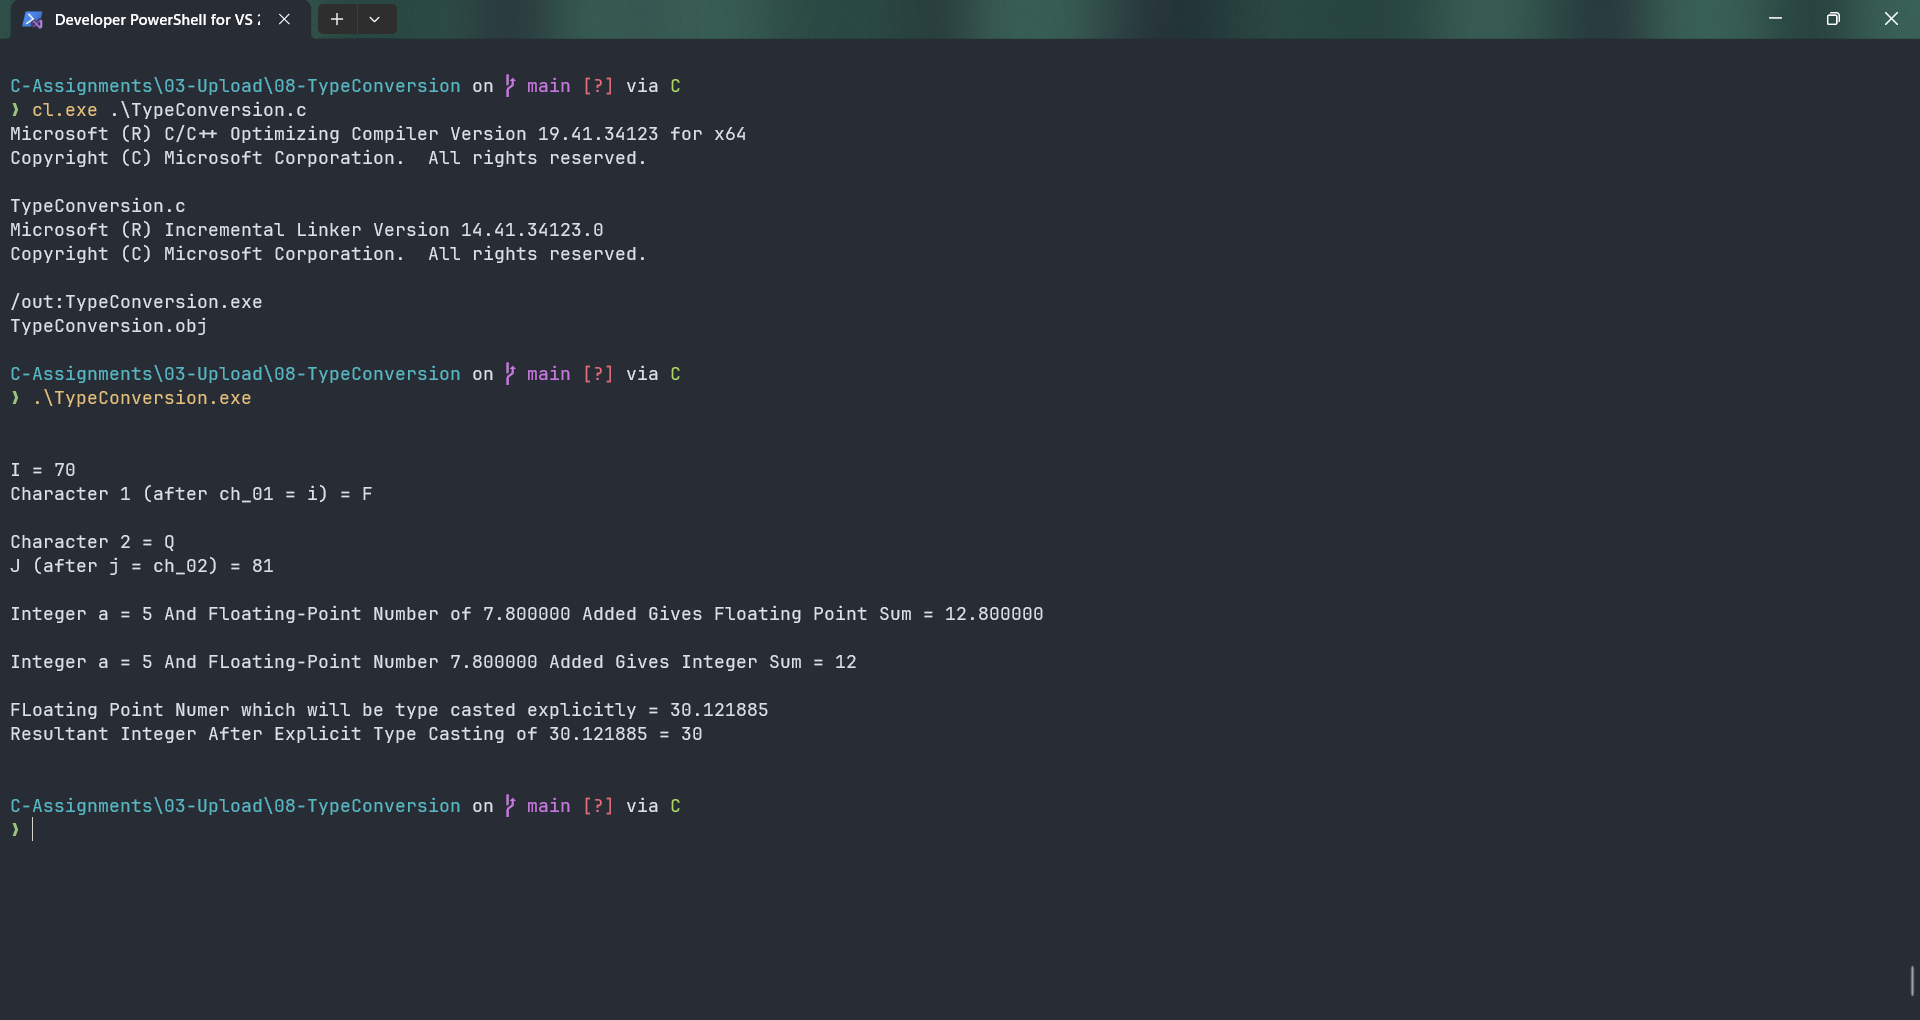 Developer PowerShell for VS
C-Assignments\03-Upload\08-TypeConversion on main [?] via C
❯ cl.exe .\TypeConversion.c
Microsoft (R) C/C++ Optimizing Compiler Version 19.41.34123 for x64
Copyright (C) Microsoft Corporation.  All rights reserved.
TypeConversion.c
Microsoft (R) Incremental Linker Version 14.41.34123.0
Copyright (C) Microsoft Corporation.  All rights reserved.
/out:TypeConversion.exe
TypeConversion.obj
C-Assignments\03-Upload\08-TypeConversion on main [?] via C
❯ .\TypeConversion.exe
I = 70
Character 1 (after ch_01 = i) = F
Character 2 = Q
J (after j = ch_02) = 81
Integer a = 5 And Floating-Point Number of 7.800000 Added Gives Floating Point Sum = 12.800000
Integer a = 5 And FLoating-Point Number 7.800000 Added Gives Integer Sum = 12
FLoating Point Numer which will be type casted explicitly = 30.121885
Resultant Integer After Explicit Type Casting of 30.121885 = 30
C-Assignments\03-Upload\08-TypeConversion on main [?] via C
❯